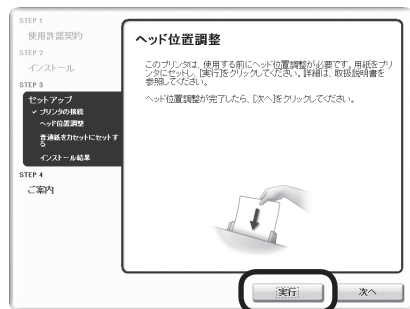 STEP 1
使用許諾契約
STEP 2
インストール
STEP 3
セットアップ
プリンタの接続
ヘッド位置調整
普通紙をカセットにセットす
る
インストール結果
STEP 4
ご案内
ヘッド位置調整
このプリンタは、使用する前にヘッド位置調整が必要です。用紙をプリ
ンタにセットし、[実行]をクリックしてください。詳細は、取扱説明書を
参照してください。
ヘッド位置調整が完了したら、[次へ]をクリックしてください。
実行
次へ